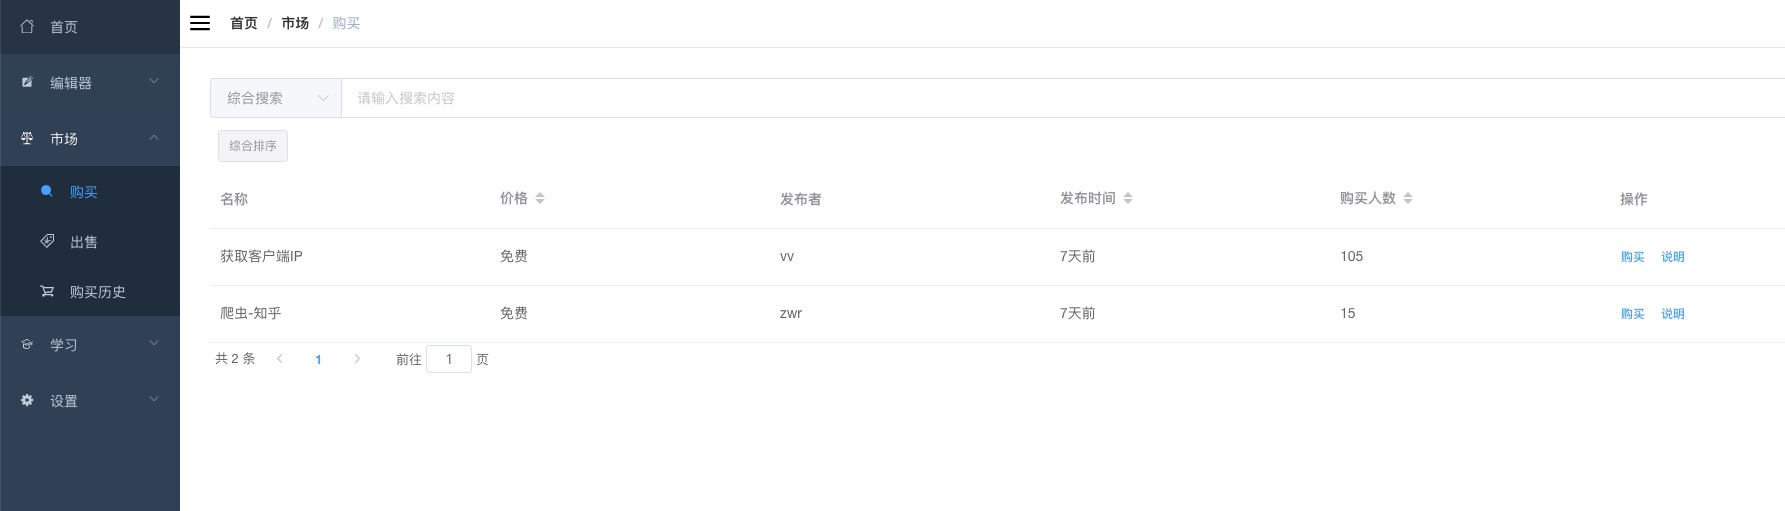 首页
编辑器
市场
购买
出售
购买历史
学习
设置
首页 / 市场 / 购买
综合搜索 请输入搜索内容
综合排序
名称 价格 发布者 发布时间 购买人数 操作
获取客户端IP 免费 vv 7天前 105 购买 说明
爬虫-知乎 免费 zwr 7天前 15 购买 说明
共 2 条 1 前往 1 页